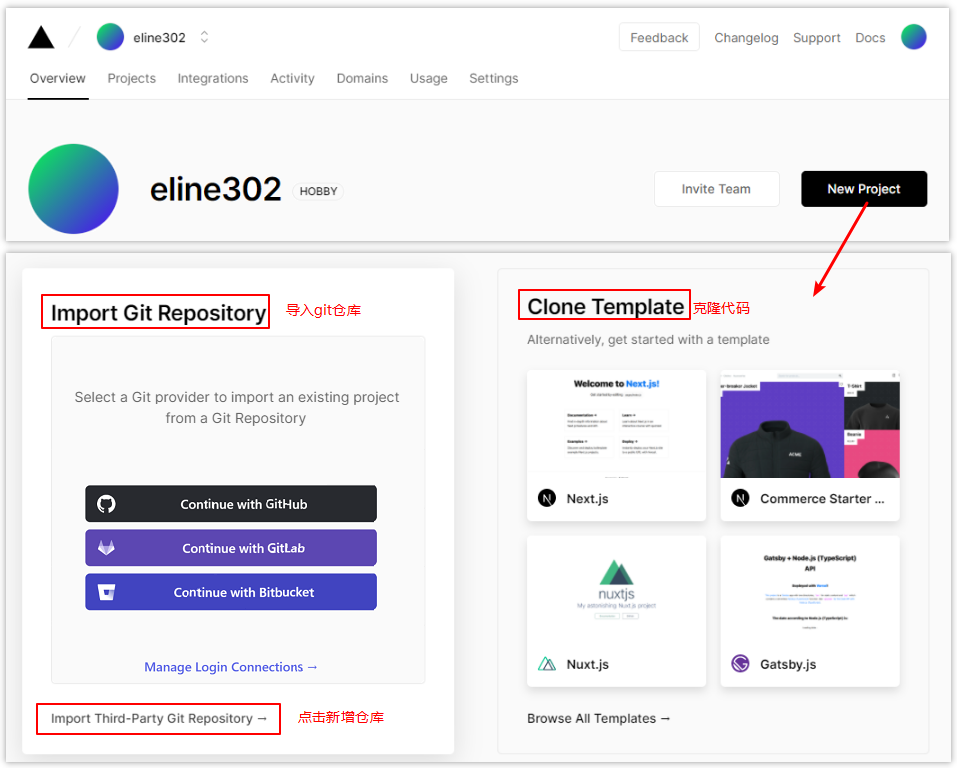 eline302
Feedback
Changelog
Support
Docs
Overview
Projects
Integrations
Activity
Domains
Usage
Settings
eline302
HOBBY
Invite Team
New Project
Import Git Repository
导入git仓库
Select a Git provider to import an existing project
from a Git Repository
Continue with GitHub
Continue with GitLab
Continue with Bitbucket
Manage Login Connections →
Import Third-Party Git Repository →
点击新增仓库
Clone Template
克隆代码
Alternatively, get started with a template
Welcome to Next.js!
Next.js
ACME
Commerce Starter ...
nuxtjs
My astonishing Nuxt.js project
Nuxt.js
Gatsby + Node.js (TypeScript)
API
Gatsby.js
Browse All Templates →